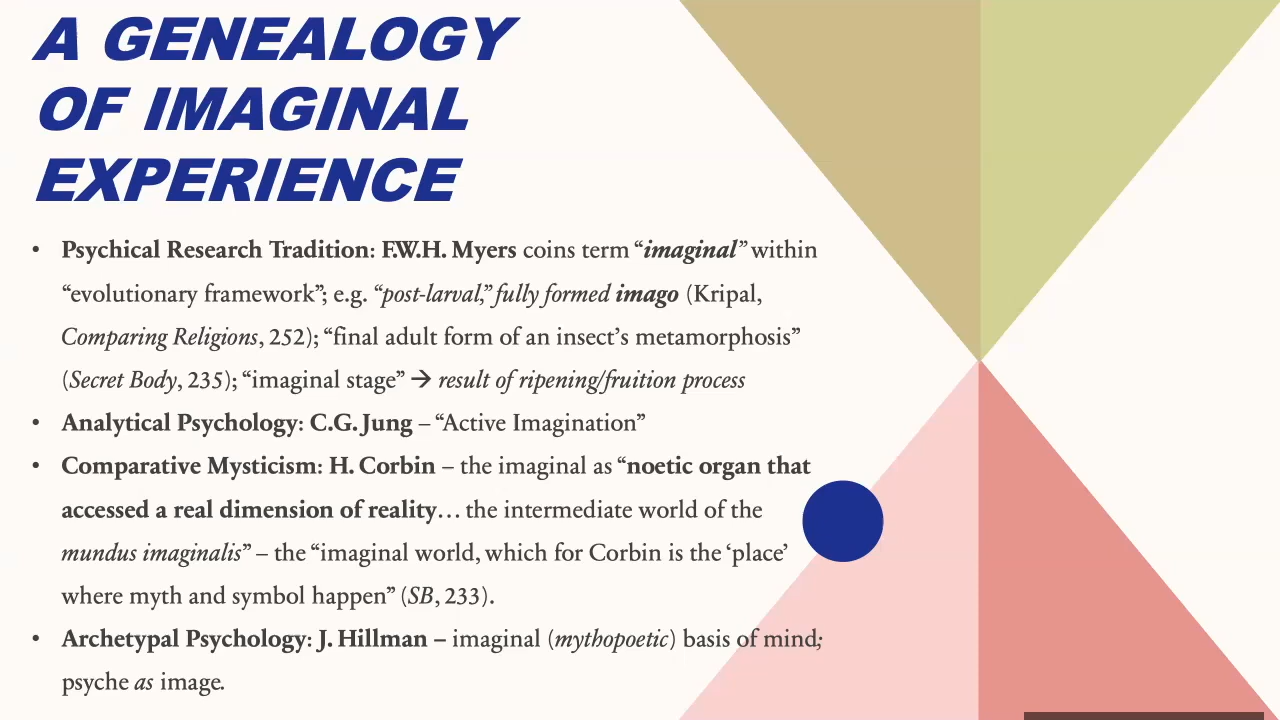 A GENEALOGY
OF IMAGINAL
EXPERIENCE
• Psychical Research Tradition: F.W.H. Myers coins term “imaginal” within
“evolutionary framework”; e.g. “post-larval,” fully formed imago (Kripal,
Comparing Religions, 252); “final adult form of an insect’s metamorphosis”
(Secret Body, 235); “imaginal stage” → result of ripening/fruition process
• Analytical Psychology: C.G. Jung – “Active Imagination”
• Comparative Mysticism: H. Corbin – the imaginal as “noetic organ that
accessed a real dimension of reality… the intermediate world of the
mundus imaginalis” – the “imaginal world, which for Corbin is the ‘place’
where myth and symbol happen” (SB, 233).
• Archetypal Psychology: J. Hillman – imaginal (mythopoetic) basis of mind;
psyche as image.